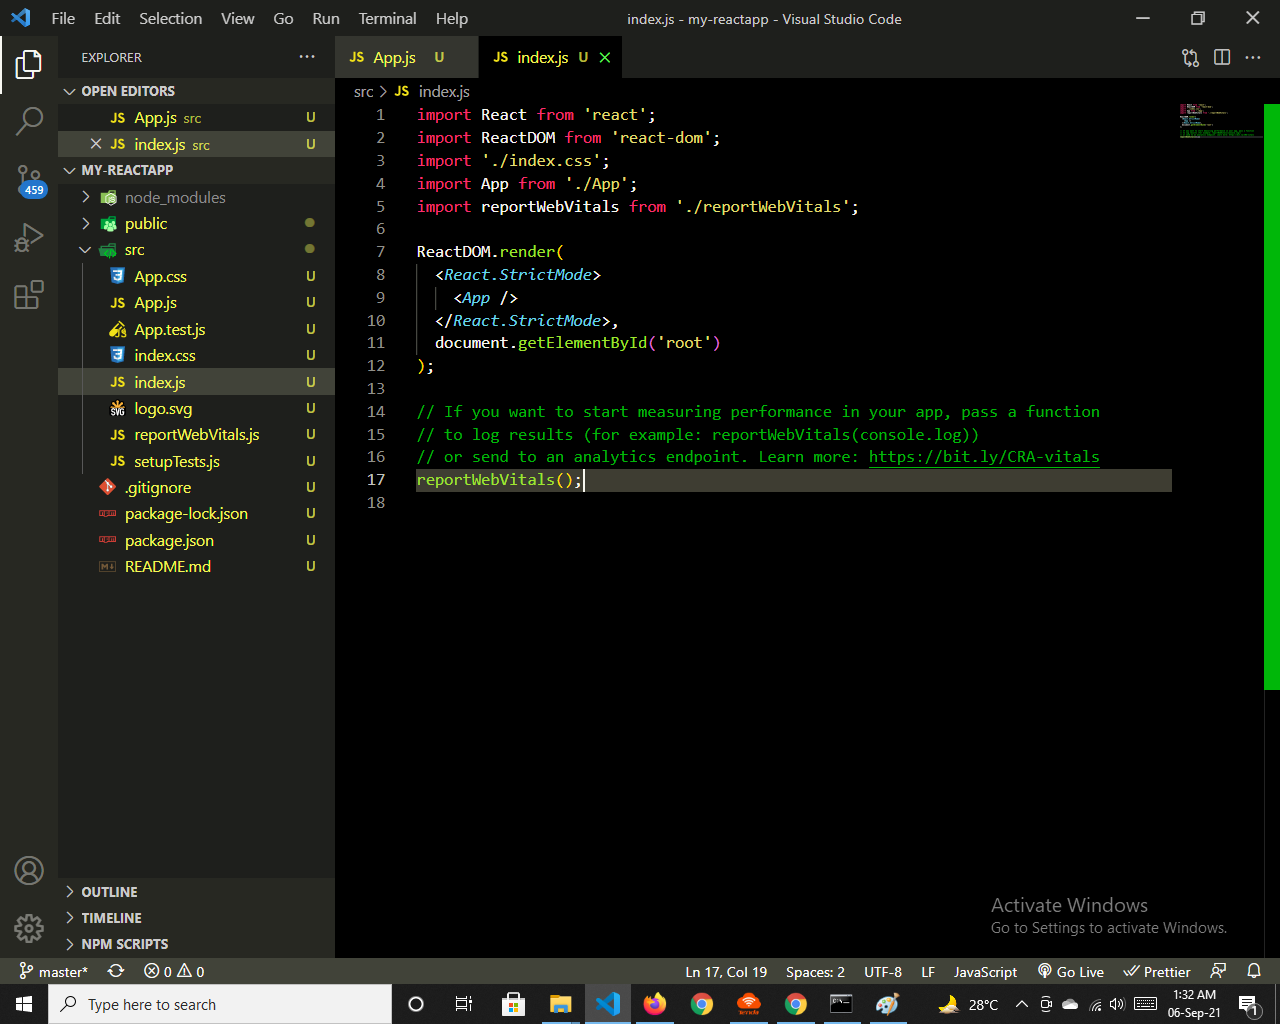 File Edit Selection View Go Run Terminal Help
index.js - my-reactapp - Visual Studio Code
EXPLORER
OPEN EDITORS
JS App.js src U
JS index.js src U
MY-REACTAPP
node_modules
public
src
App.css U
JS App.js U
App.test.js U
index.css U
JS index.js U
logo.svg U
JS reportWebVitals.js U
JS setupTests.js U
.gitignore U
package-lock.json U
package.json U
README.md U
OUTLINE
TIMELINE
NPM SCRIPTS
459
JS App.js U
JS index.js U
src > JS index.js
1 import React from 'react';
2 import ReactDOM from 'react-dom';
3 import './index.css';
4 import App from './App';
5 import reportWebVitals from './reportWebVitals';
6
7 ReactDOM.render(
8 <React.StrictMode>
9 <App />
10 </React.StrictMode>,
11 document.getElementById('root')
12 );
13
14 // If you want to start measuring performance in your app, pass a function
15 // to log results (for example: reportWebVitals(console.log))
16 // or send to an analytics endpoint. Learn more: https://bit.ly/CRA-vitals
17 reportWebVitals();
18
Activate Windows
Go to Settings to activate Windows.
master* 0 0 Ln 17, Col 19 Spaces: 2 UTF-8 LF JavaScript Go Live Prettier
Type here to search
28°C
1:32 AM
06-Sep-21
1